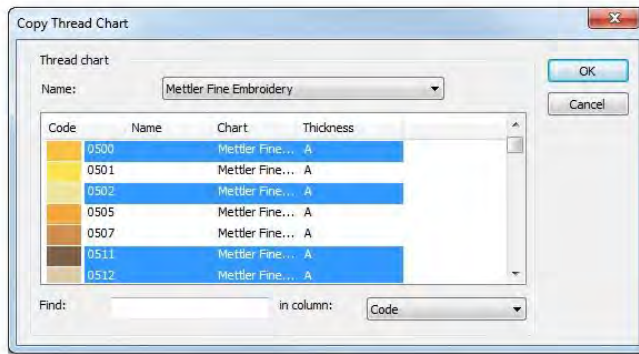 Copy Thread Chart
Thread chart
OK
Name: Mettler Fine Embroidery
Cancel
Code Name Chart Thickness
0500 Mettler Fine... A
0501 Mettler Fine... A
0502 Mettler Fine... A
0505 Mettler Fine... A
0507 Mettler Fine... A
0511 Mettler Fine... A
0512 Mettler Fine... A
Find: in column: Code